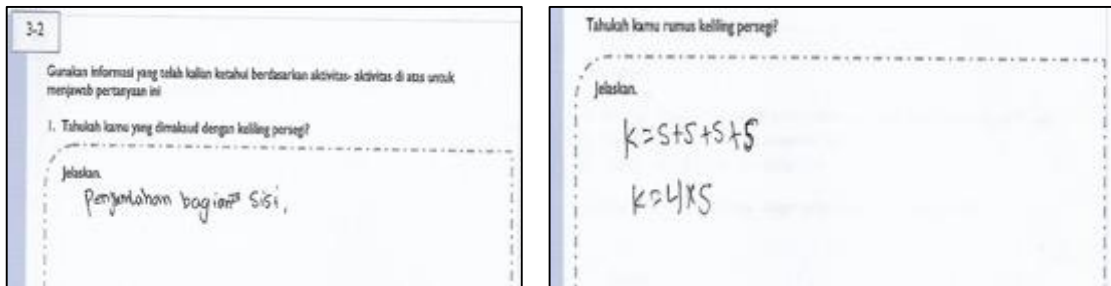 3-2
Gunakan informasi yang telah kalian ketahui berdasarkan aktivitas- aktivitas di atas untuk
menjawab pertanyaan ini
1. Tahukah kamu yang dimaksud dengan keliling persegi?
Jelaskan.
Penjumlahan bagian² sisi,
Tahukah kamu rumus keliling persegi?
Jelaskan.
K=S+S+S+S
K=4×S